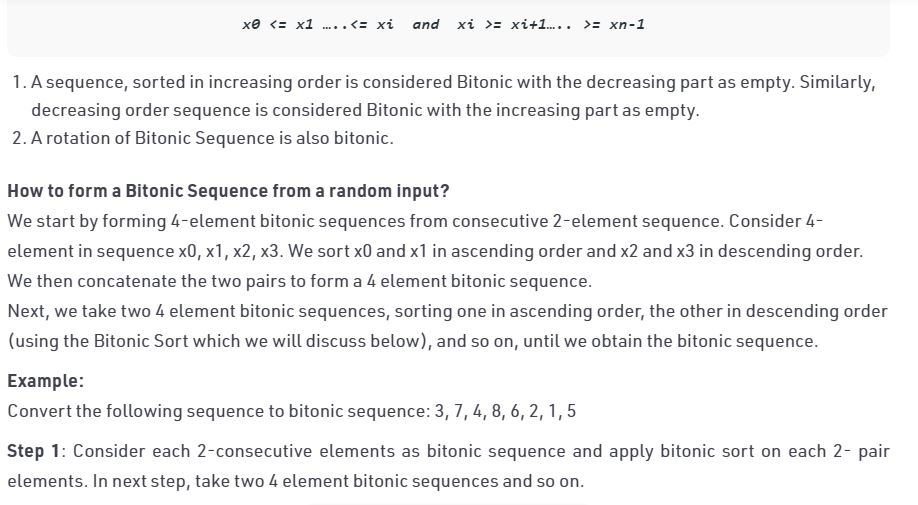 x0 <= x1 …..<= xi and xi >= xi+1….. >= xn-1
1. A sequence, sorted in increasing order is considered Bitonic with the decreasing part as empty. Similarly,
decreasing order sequence is considered Bitonic with the increasing part as empty.
2. A rotation of Bitonic Sequence is also bitonic.
How to form a Bitonic Sequence from a random input?
We start by forming 4-element bitonic sequences from consecutive 2-element sequence. Consider 4-
element in sequence x0, x1, x2, x3. We sort x0 and x1 in ascending order and x2 and x3 in descending order.
We then concatenate the two pairs to form a 4 element bitonic sequence.
Next, we take two 4 element bitonic sequences, sorting one in ascending order, the other in descending order
(using the Bitonic Sort which we will discuss below), and so on, until we obtain the bitonic sequence.
Example:
Convert the following sequence to bitonic sequence: 3, 7, 4, 8, 6, 2, 1, 5
Step 1: Consider each 2-consecutive elements as bitonic sequence and apply bitonic sort on each 2- pair
elements. In next step, take two 4 element bitonic sequences and so on.